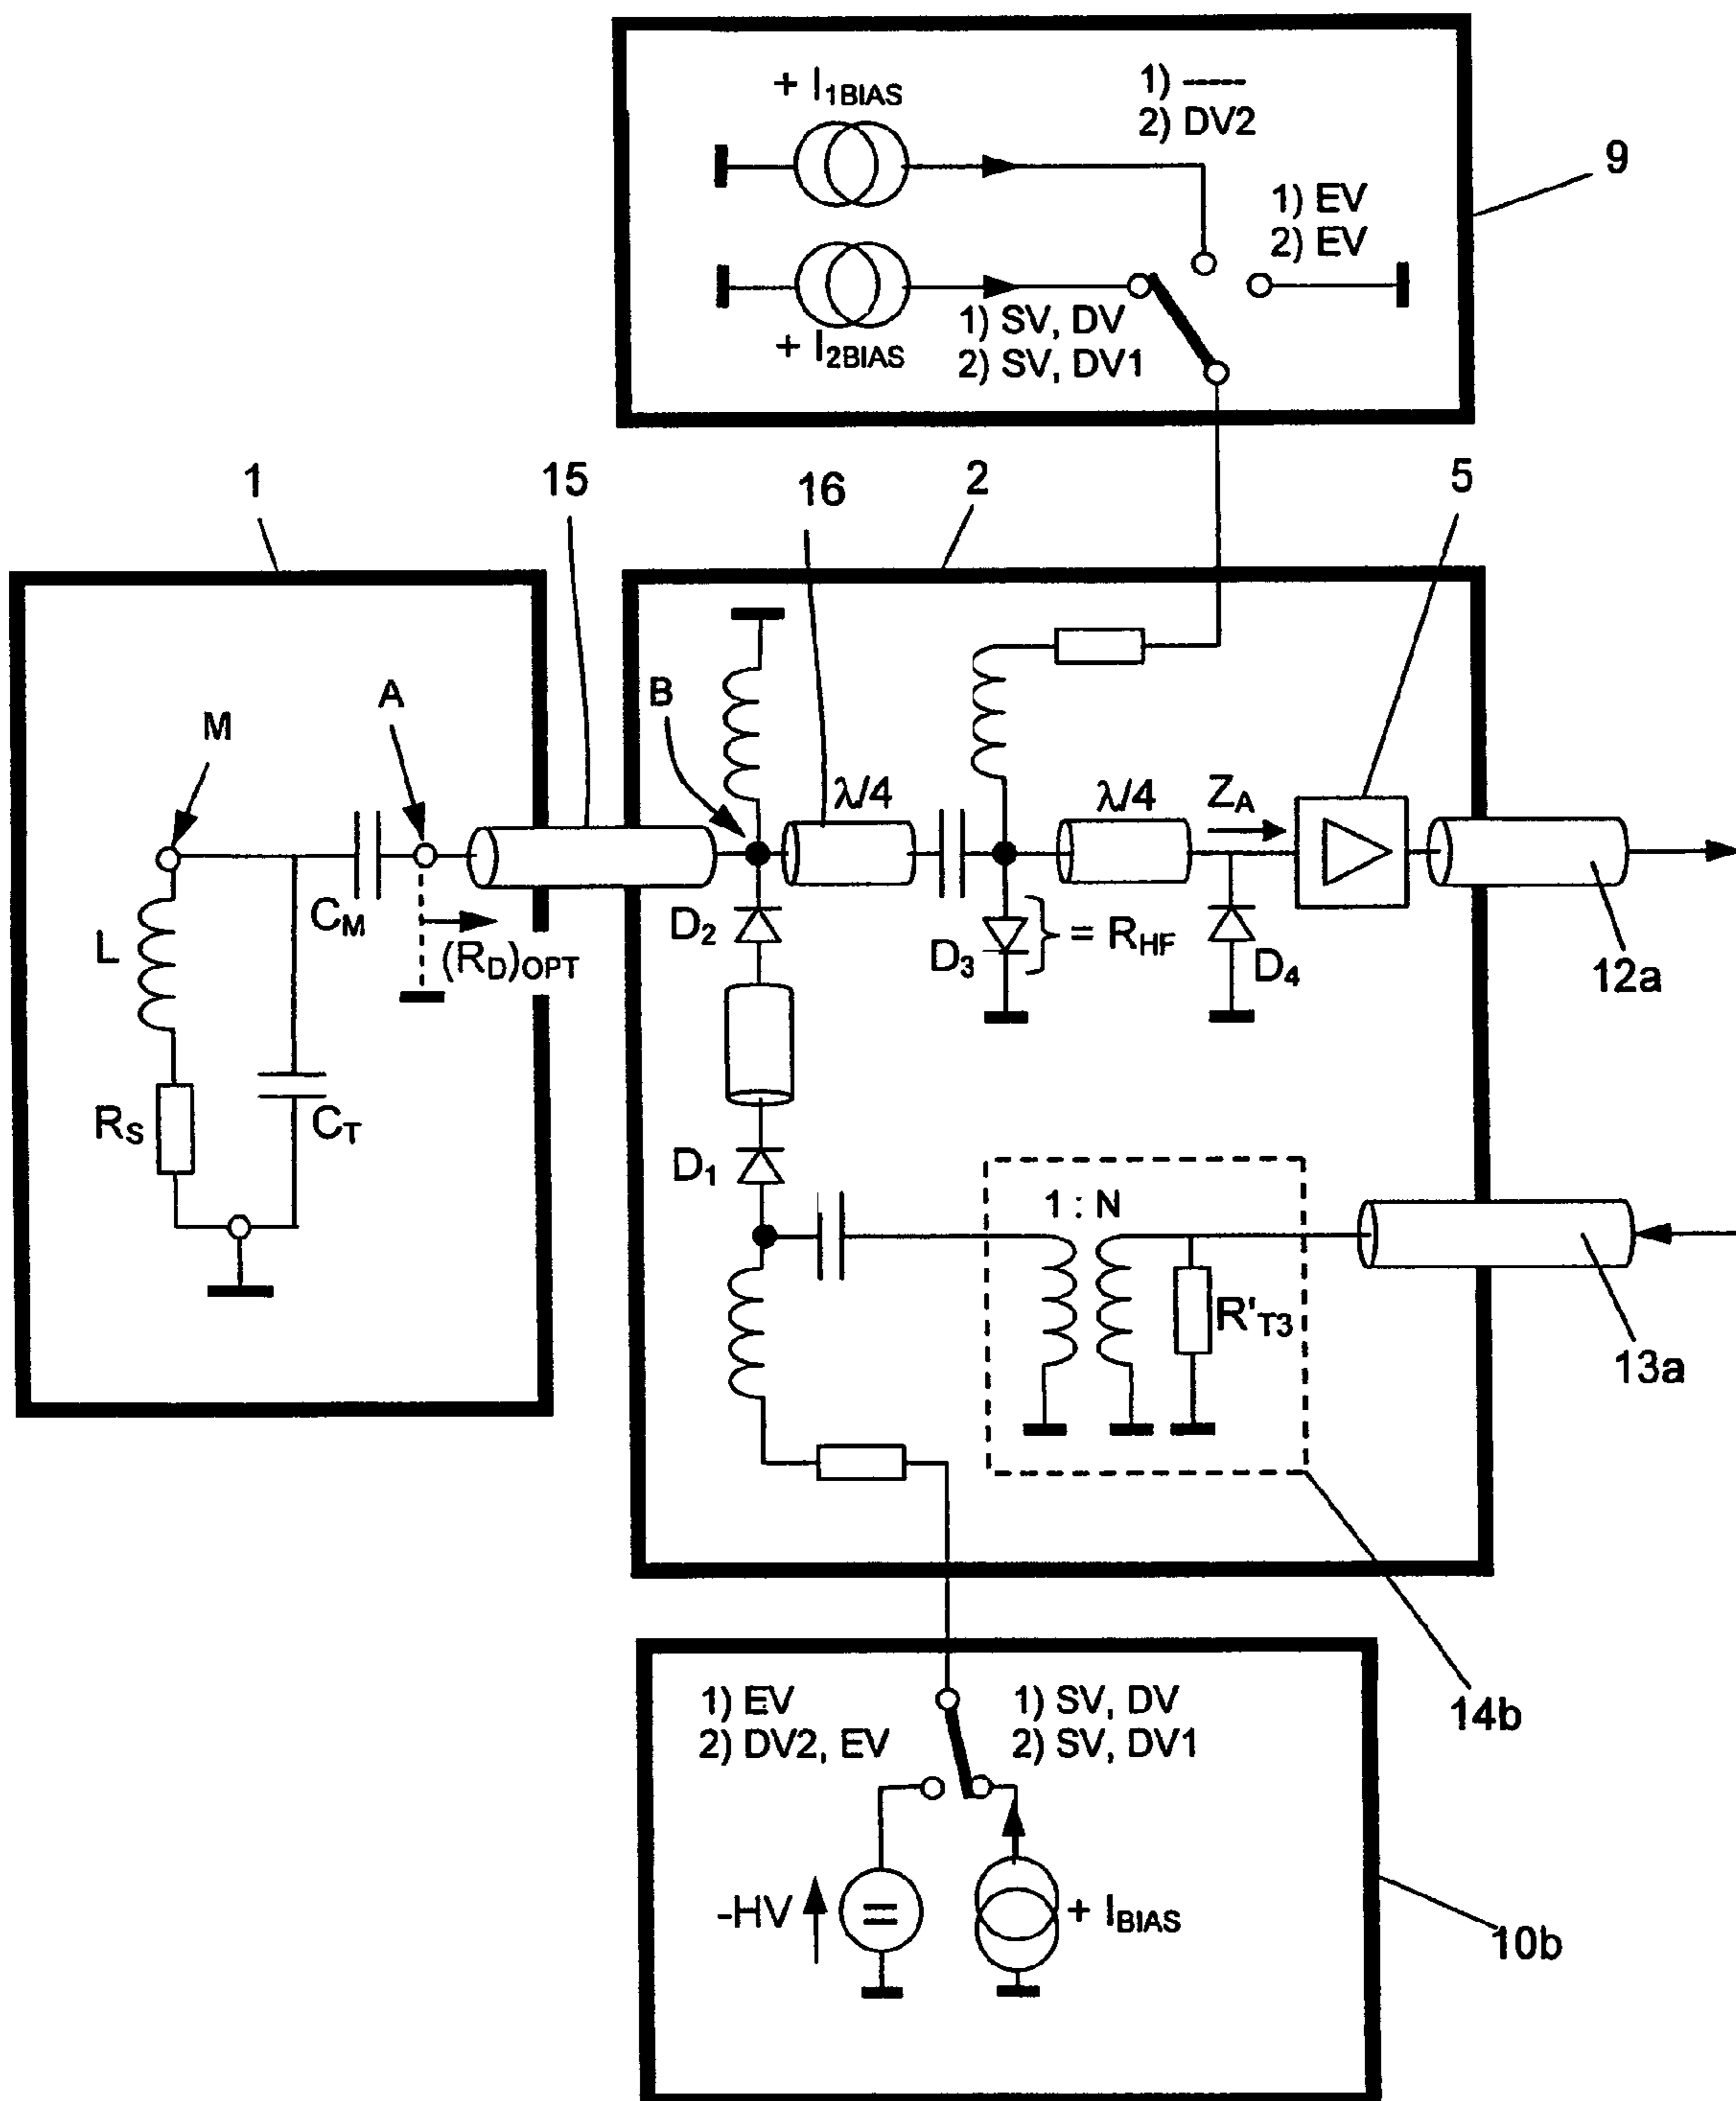 + I1BIAS
1) ----
2) DV2
9
1) EV
2) EV
1) SV, DV
2) SV, DV1
+ I2BIAS
1
15
16
2
5
M
A
B
λ/4
λ/4
ZA
L
CM
(RD)OPT
D2
D3
= RHF
D4
12a
RS
CT
D1
1 : N
R'T3
13a
14b
1) EV
2) DV2, EV
1) SV, DV
2) SV, DV1
-HV
=
+ IBIAS
10b